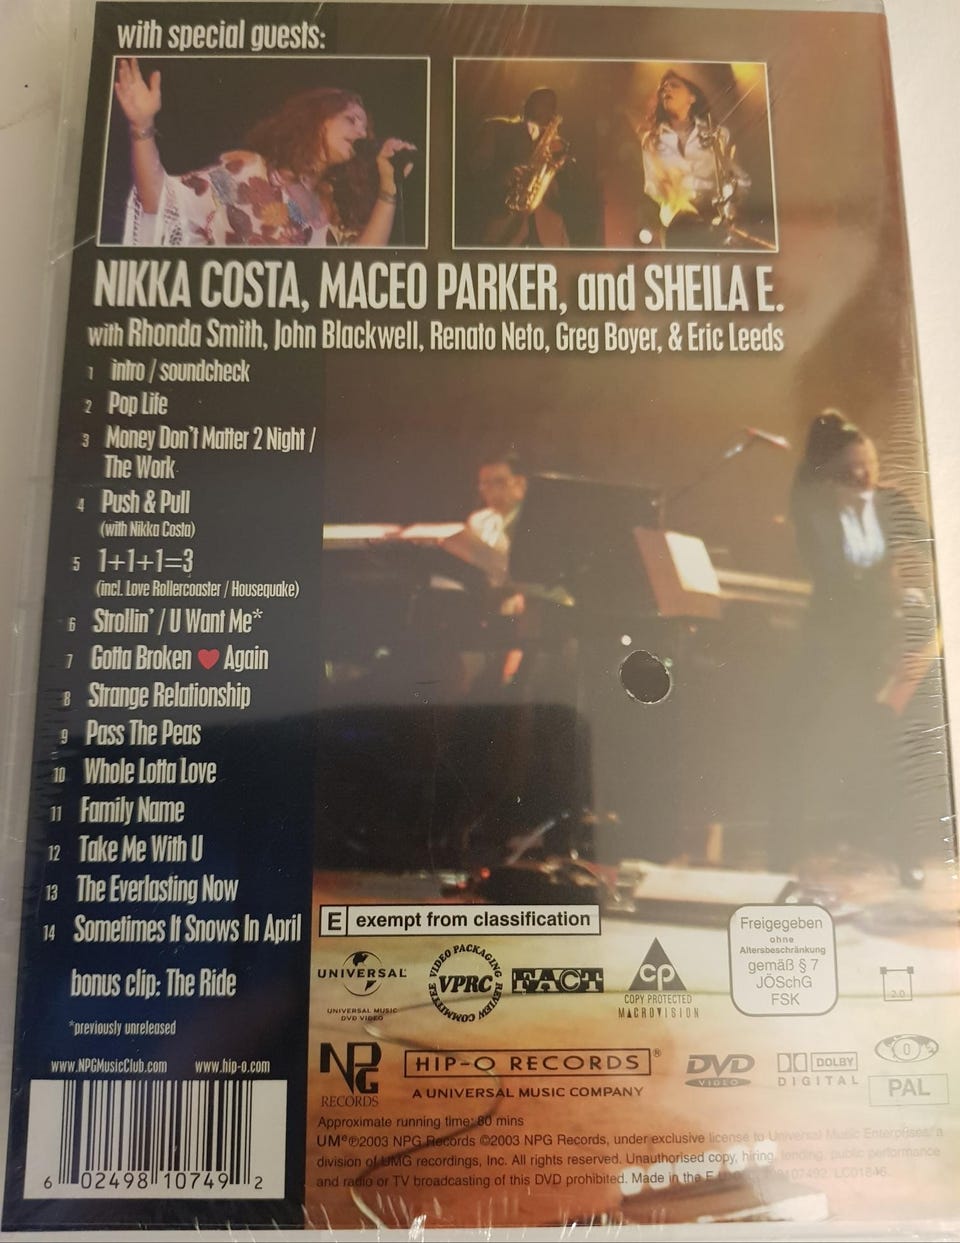 with special guests:
NIKKA COSTA, MACEO PARKER, and SHEILA E.
with Rhonda Smith, John Blackwell, Renato Neto, Greg Boyer, & Eric Leeds
1 intro / soundcheck
2 Pop Life
3 Money Don't Matter 2 Night /
The Work
4 Push & Pull
(with Nikka Costa)
5 1+1+1=3
(incl. Love Rollercoaster / Housequake)
6 Strollin' / U Want Me*
7 Gotta Broken ♥ Again
8 Strange Relationship
9 Pass The Peas
10 Whole Lotta Love
11 Family Name
12 Take Me With U
13 The Everlasting Now
14 Sometimes It Snows In April
bonus clip: The Ride
*previously unreleased
www.NPGMusicClub.com www.hip-o.com
6 02498 10749 2
E exempt from classification
UNIVERSAL
UNIVERSAL MUSIC
DVD VIDEO
VIDEO PACKAGING REVIEW COMMITTEE
VPRC
FACT
CP
COPY PROTECTED
MACROVISION
Freigegeben
ohne
Altersbeschränkung
gemäß § 7
JÖSchG
FSK
2.0
NPG
RECORDS
HIP-O RECORDS®
A UNIVERSAL MUSIC COMPANY
DVD
VIDEO
DOLBY
DIGITAL
0
PAL
Approximate running time: 80 mins
UM℮℗2003 NPG Records ©2003 NPG Records, under exclusive license to Universal Music Enterprises, a
division of UMG recordings, Inc. All rights reserved. Unauthorised copy, hiring, lending, public performance
and radio or TV broadcasting of this DVD prohibited. Made in the E